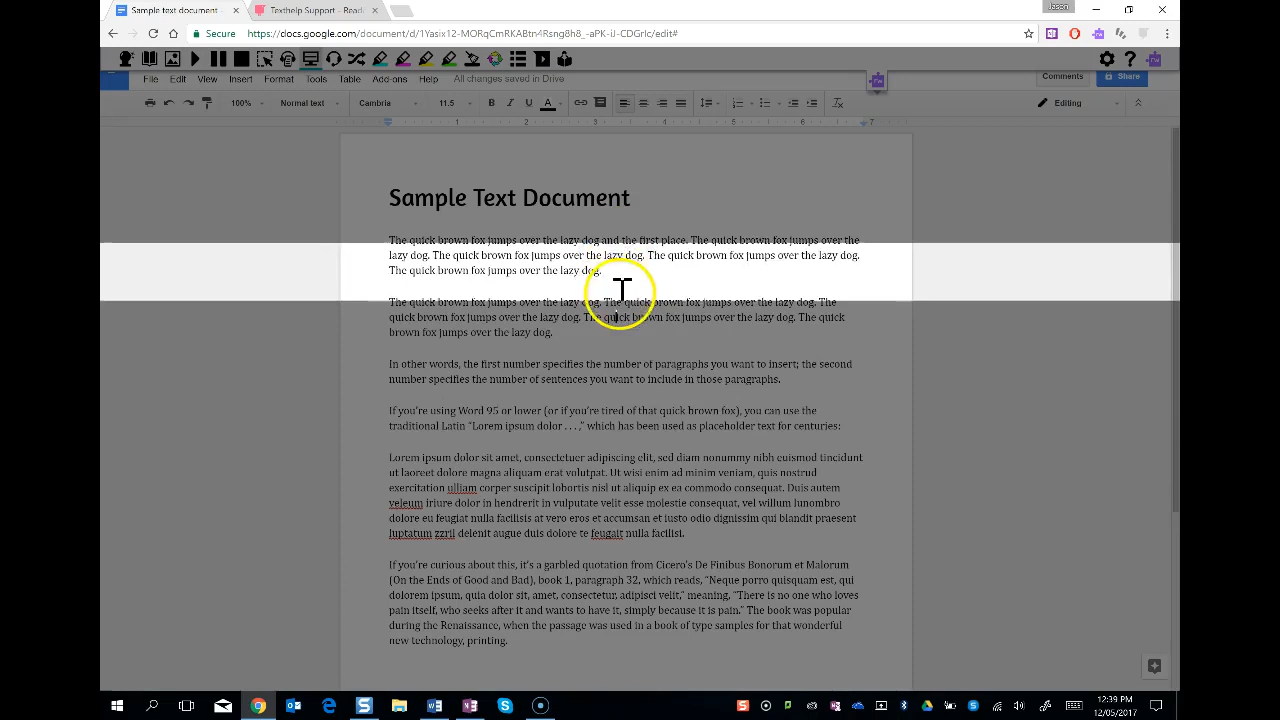 Sample text document -
Texthelp Support - Read
Jason
Secure
https://docs.google.com/document/d/1Yasix12-MORqCmRKABtn4Rsng8h8_-aPK-iJ-CDGrIc/edit#
File Edit View Insert Format Tools Table Add-ons Help All changes saved in Drive
Comments
Share
100% Normal text Cambria 11.5 B I U A
Editing
1 2 3 4 5 6 7
Sample Text Document
The quick brown fox jumps over the lazy dog and the first place. The quick brown fox jumps over the
lazy dog. The quick brown fox jumps over the lazy dog. The quick brown fox jumps over the lazy dog.
The quick brown fox jumps over the lazy dog.
The quick brown fox jumps over the lazy dog. The quick brown fox jumps over the lazy dog. The
quick brown fox jumps over the lazy dog. The quick brown fox jumps over the lazy dog. The quick
brown fox jumps over the lazy dog.
In other words, the first number specifies the number of paragraphs you want to insert; the second
number specifies the number of sentences you want to include in those paragraphs.
If you’re using Word 95 or lower (or if you’re tired of that quick brown fox), you can use the
traditional Latin “Lorem ipsum dolor . . . ,” which has been used as placeholder text for centuries:
Lorem ipsum dolor sit amet, consectetuer adipiscing elit, sed diam nonummy nibh euismod tincidunt
ut laoreet dolore magna aliquam erat volutpat. Ut wisi enim ad minim veniam, quis nostrud
exercitation ulliam corper suscipit lobortis nisl ut aliquip ex ea commodo consequat. Duis autem
veleum iriure dolor in hendrerit in vulputate velit esse molestie consequat, vel willum lunombro
dolore eu feugiat nulla facilisis at vero eros et accumsan et iusto odio dignissim qui blandit praesent
luptatum zzril delenit augue duis dolore te feugait nulla facilisi.
If you’re curious about this, it’s a garbled quotation from Cicero’s De Finibus Bonorum et Malorum
(On the Ends of Good and Bad), book 1, paragraph 32, which reads, “Neque porro quisquam est, qui
dolorem ipsum, quia dolor sit, amet, consectetur, adipisci velit,” meaning, “There is no one who loves
pain itself, who seeks after it and wants to have it, simply because it is pain.” The book was popular
during the Renaissance, when the passage was used in a book of type samples for that wonderful
new technology, printing.
12:39 PM
12/05/2017